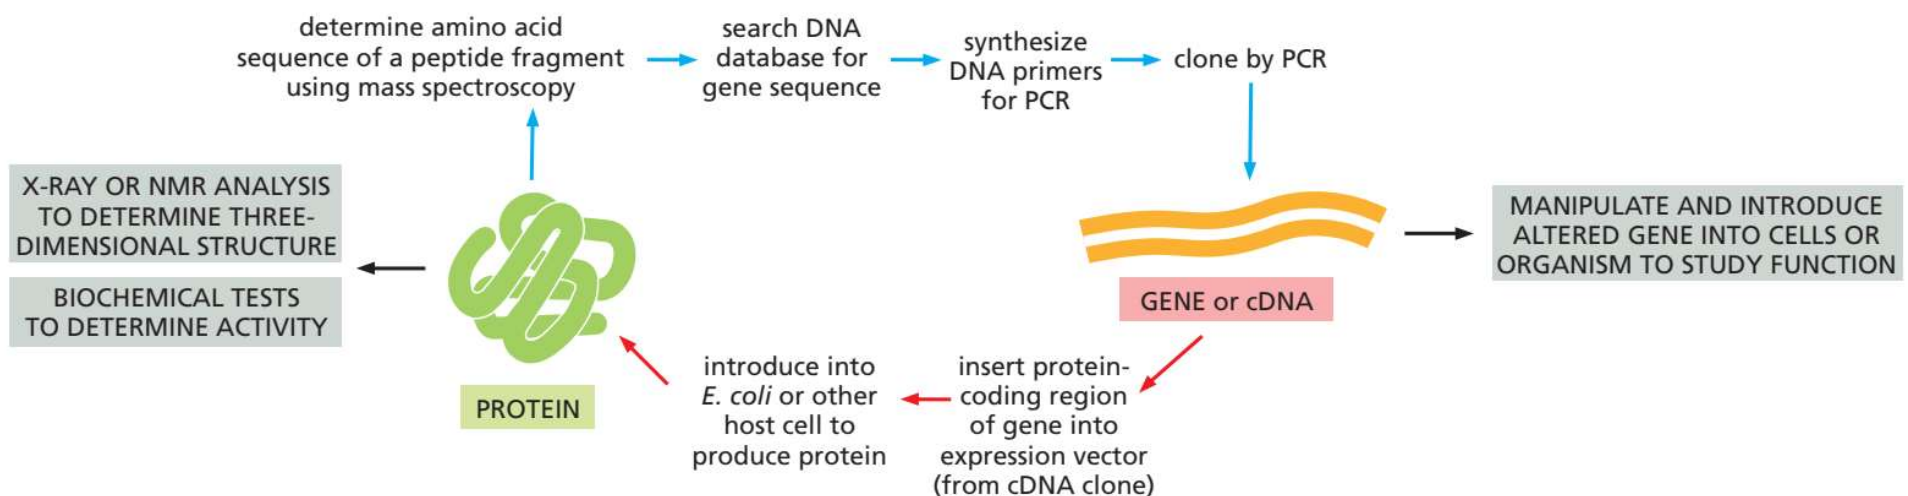 determine amino acid
sequence of a peptide fragment
using mass spectroscopy
search DNA
database for
gene sequence
synthesize
DNA primers
for PCR
clone by PCR
X-RAY OR NMR ANALYSIS
TO DETERMINE THREE-
DIMENSIONAL STRUCTURE
BIOCHEMICAL TESTS
TO DETERMINE ACTIVITY
MANIPULATE AND INTRODUCE
ALTERED GENE INTO CELLS OR
ORGANISM TO STUDY FUNCTION
GENE or cDNA
PROTEIN
introduce into
E. coli or other
host cell to
produce protein
insert protein-
coding region
of gene into
expression vector
(from cDNA clone)